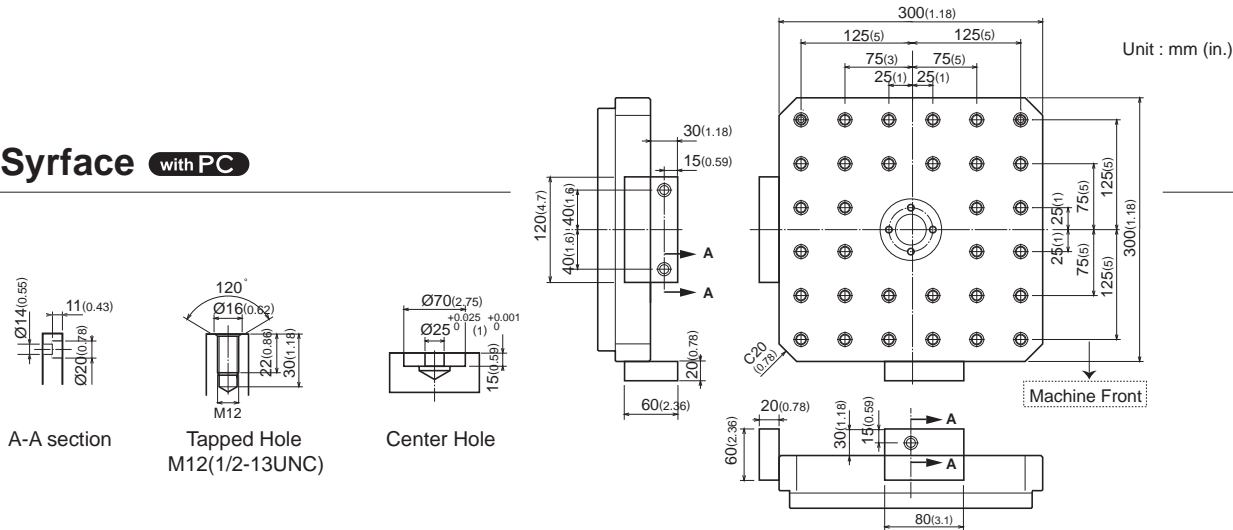 300(1.18)
125(5) 125(5)
Unit : mm (in.)
75(3) 75(5)
25(1) 25(1)
Syrface with PC
30(1.18)
15(0.59)
120(4.7)
40(1.6)
40(1.6)
A
A
25(1)
75(5)
125(5)
25(1)
75(5)
125(5)
300(1.18)
20(0.78)
60(2.36)
C20
(0.78)
Machine Front
Ø14(0.55)
11(0.43)
Ø20(0.78)
A-A section
120°
Ø16(0.62)
22(0.86)
30(1.18)
M12
Tapped Hole
M12(1/2-13UNC)
Ø70(2.75)
Ø25 +0.025 0 (1) +0.001 0
15(0.59)
Center Hole
20(0.78)
60(2.36)
30(1.18)
15(0.59)
A
A
80(3.1)